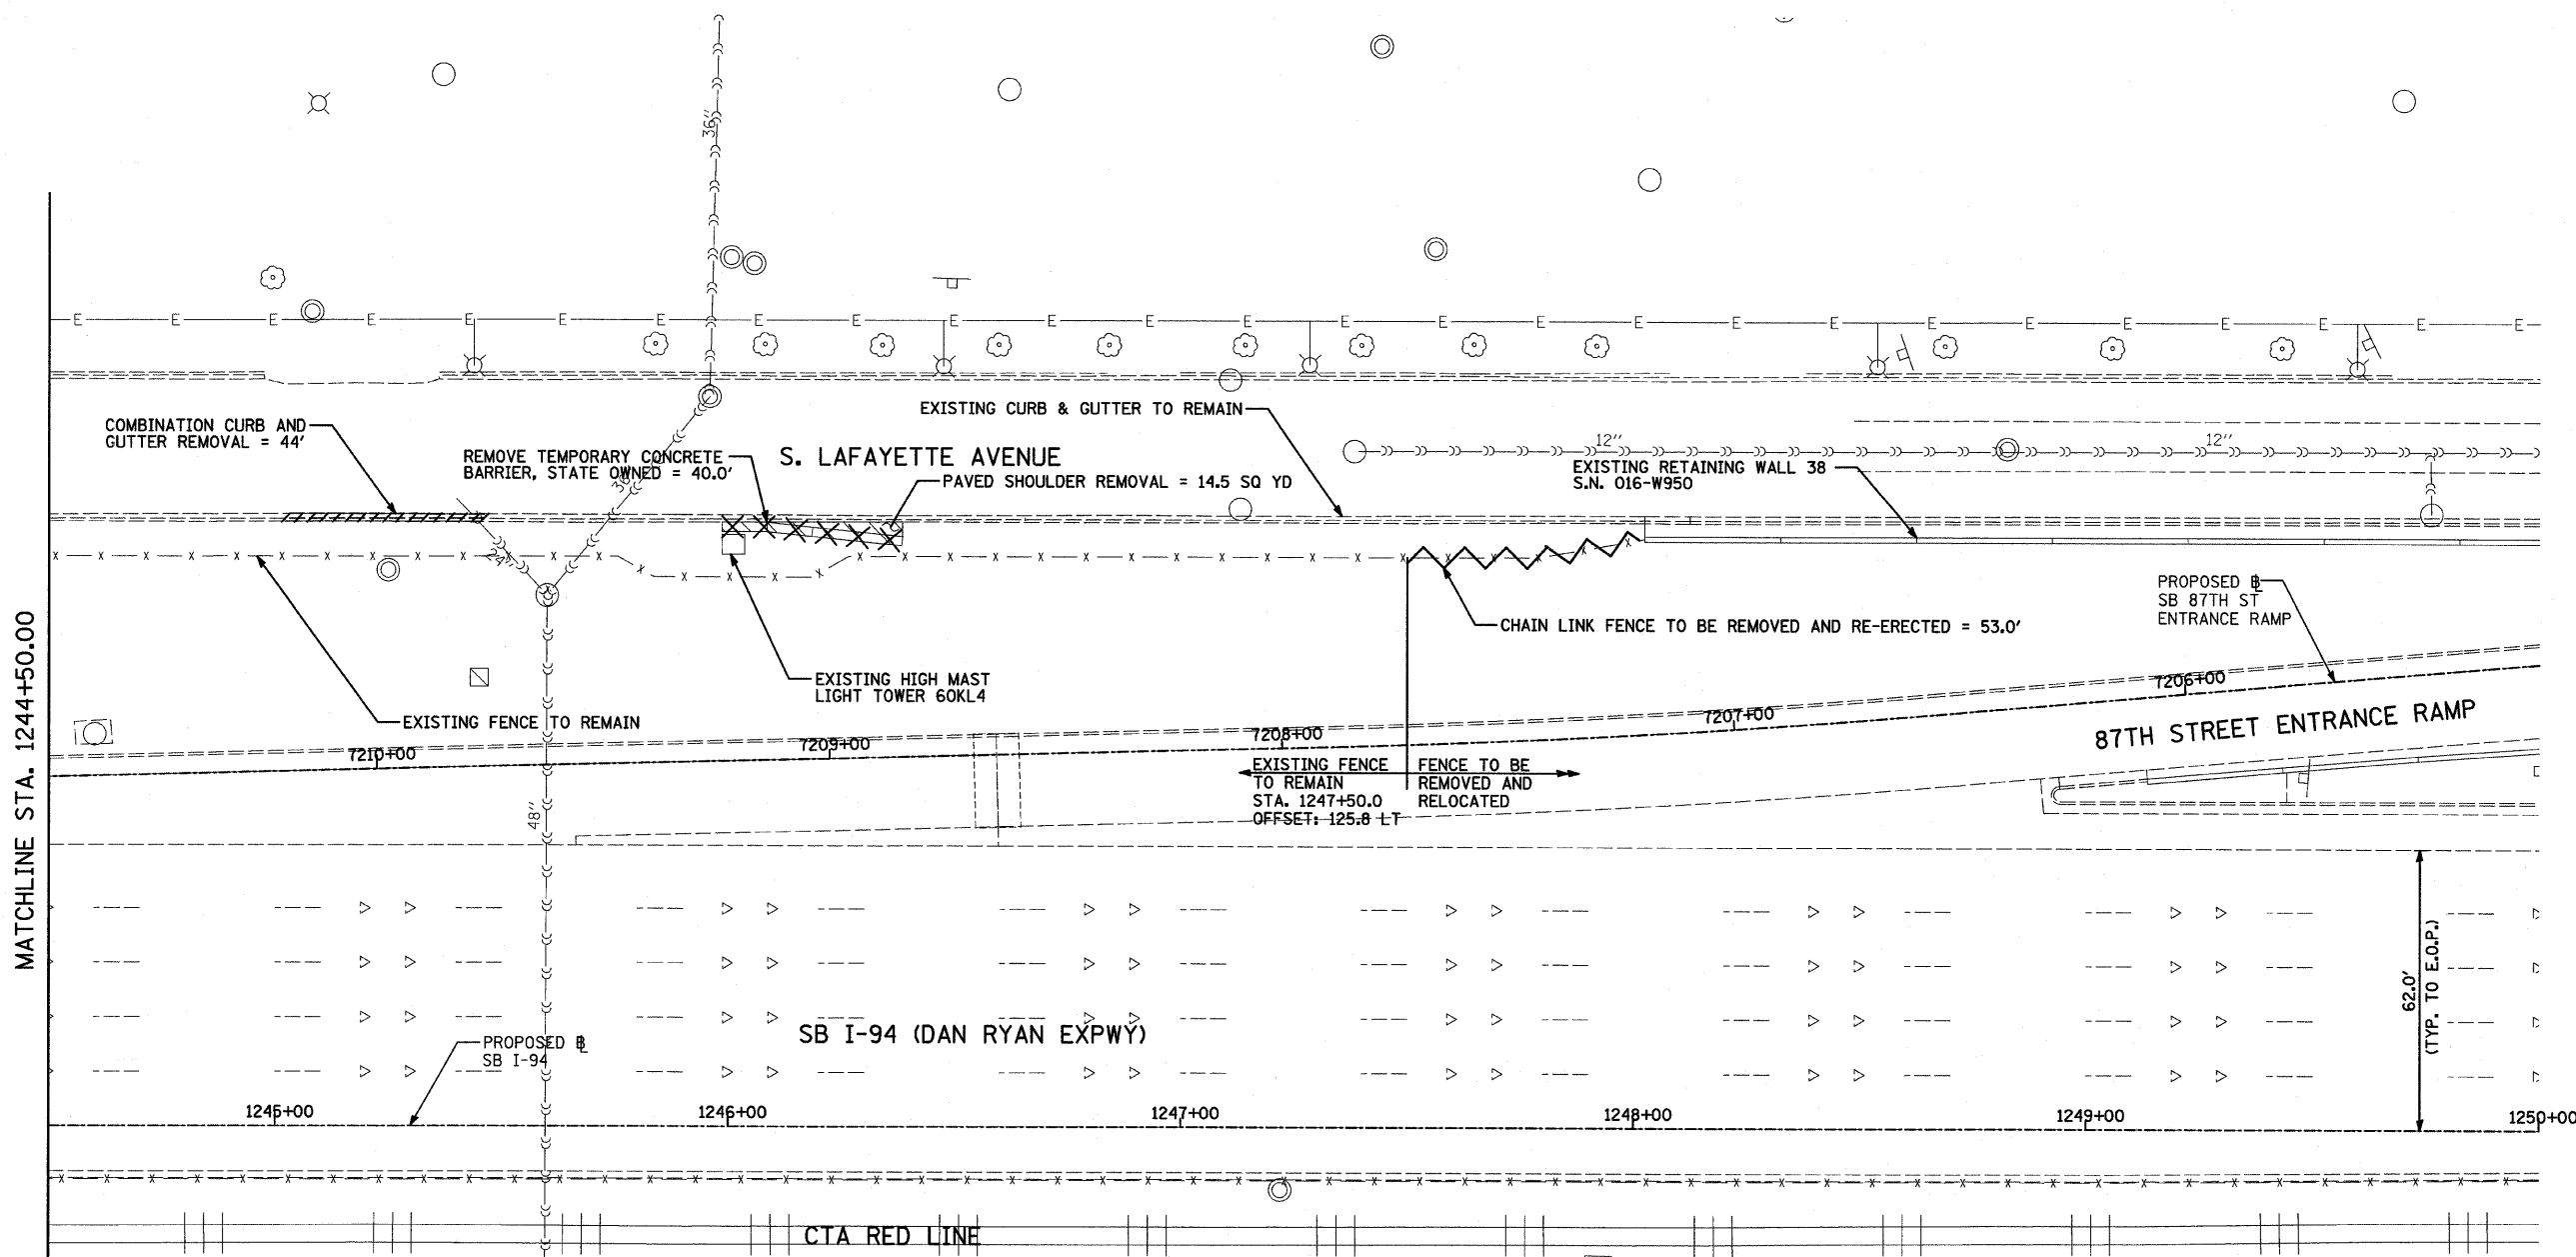 36"
COMBINATION CURB AND
GUTTER REMOVAL = 44'
EXISTING CURB & GUTTER TO REMAIN
REMOVE TEMPORARY CONCRETE
BARRIER, STATE OWNED = 40.0'
S. LAFAYETTE AVENUE
PAVED SHOULDER REMOVAL = 14.5 SQ YD
12"
12"
EXISTING RETAINING WALL 38
S.N. 016-W950
36"
24"
PROPOSED ℄
SB 87TH ST
ENTRANCE RAMP
CHAIN LINK FENCE TO BE REMOVED AND RE-ERECTED = 53.0'
EXISTING HIGH MAST
LIGHT TOWER 60KL4
EXISTING FENCE TO REMAIN
MATCHLINE STA. 1244+50.00
7210+00
7209+00
7208+00
7207+00
7206+00
87TH STREET ENTRANCE RAMP
EXISTING FENCE
TO REMAIN
STA. 1247+50.0
OFFSET: 125.8 LT
FENCE TO BE
REMOVED AND
RELOCATED
48"
62.0'
(TYP. TO E.O.P.)
SB I-94 (DAN RYAN EXPWY)
PROPOSED ℄
SB I-94
1245+00
1246+00
1247+00
1248+00
1249+00
1250+00
CTA RED LINE